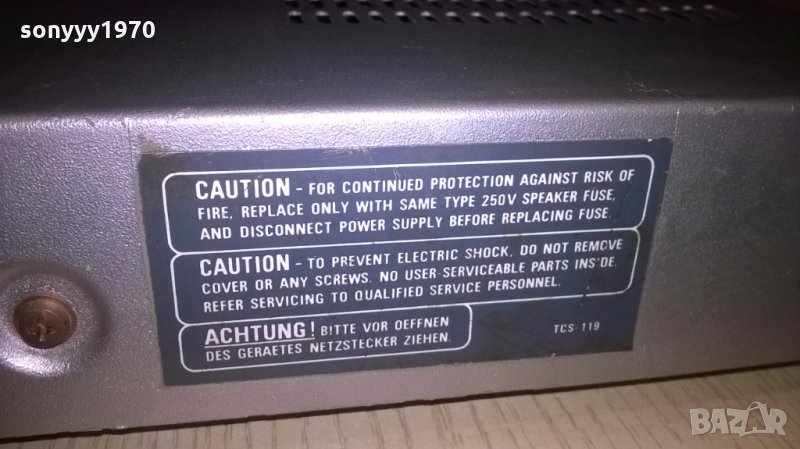 sonyyy1970
CAUTION - FOR CONTINUED PROTECTION AGAINST RISK OF
FIRE, REPLACE ONLY WITH SAME TYPE 250V SPEAKER FUSE,
AND DISCONNECT POWER SUPPLY BEFORE REPLACING FUSE.
CAUTION - TO PREVENT ELECTRIC SHOCK, DO NOT REMOVE
COVER OR ANY SCREWS. NO USER-SERVICEABLE PARTS INSIDE.
REFER SERVICING TO QUALIFIED SERVICE PERSONNEL.
ACHTUNG! BITTE VOR OEFFNEN
DES GERAETES NETZSTECKER ZIEHEN.
TCS-119
BAZAR